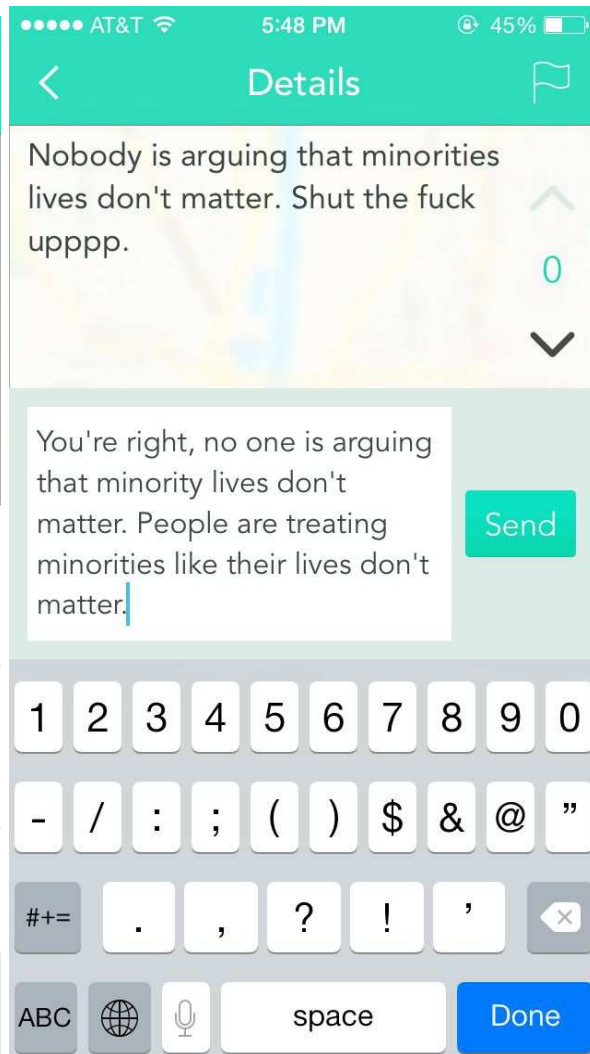 ●●●●● AT&T 5:48 PM 45%
Details
Nobody is arguing that minorities
lives don't matter. Shut the fuck
upppp.
0
You're right, no one is arguing
that minority lives don't
matter. People are treating
minorities like their lives don't
matter.
Send
1 2 3 4 5 6 7 8 9 0
- / : ; ( ) $ & @ ”
#+= . , ? ! ’
ABC space Done